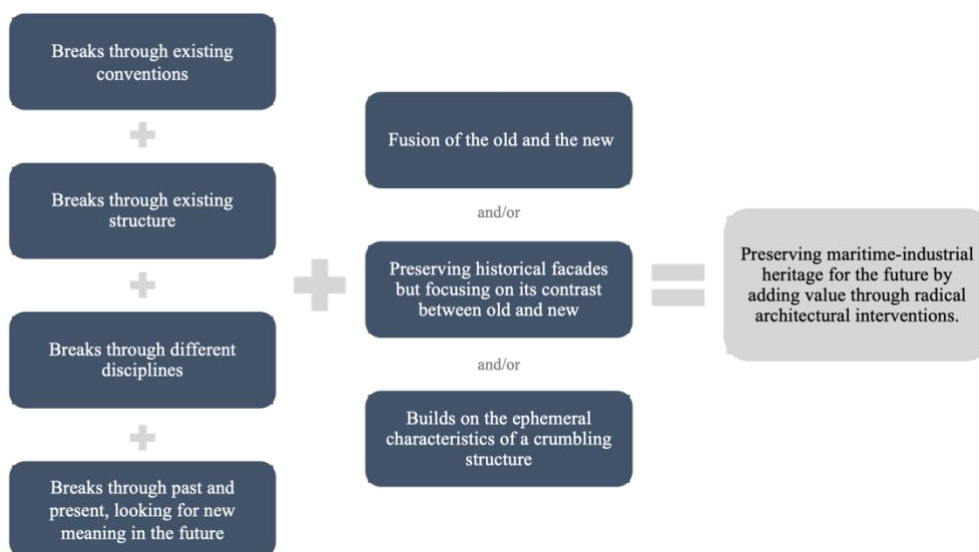 Breaks through existing
conventions
Breaks through existing
structure
Breaks through different
disciplines
Breaks through past and
present, looking for new
meaning in the future
Fusion of the old and the new
and/or
Preserving historical facades
but focusing on its contrast
between old and new
and/or
Builds on the ephemeral
characteristics of a crumbling
structure
Preserving maritime-industrial
heritage for the future by
adding value through radical
architectural interventions.